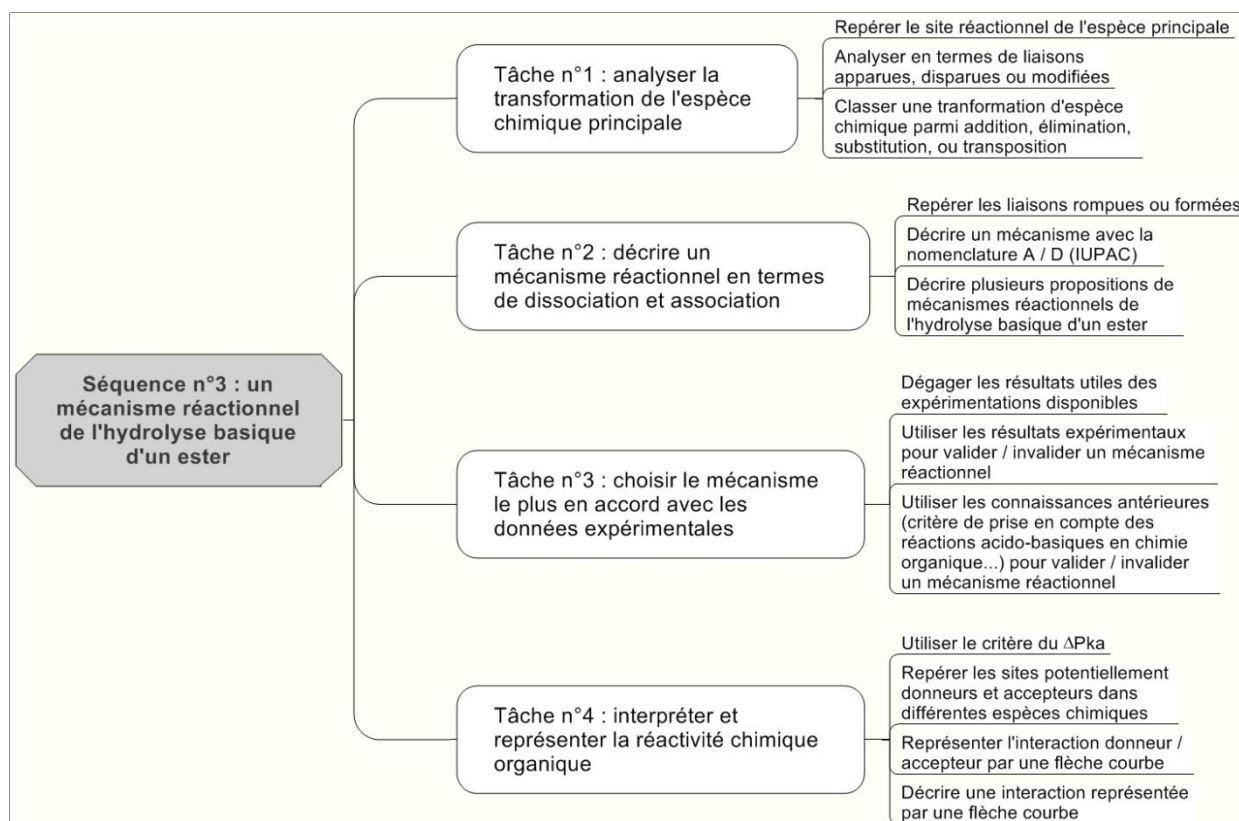 Séquence n°3 : un
mécanisme réactionnel
de l'hydrolyse basique
d'un ester
Tâche n°1 : analyser la
transformation de l'espèce
chimique principale
Repérer le site réactionnel de l'espèce principale
Analyser en termes de liaisons
apparues, disparues ou modifiées
Classer une tranformation d'espèce
chimique parmi addition, élimination,
substitution, ou transposition
Tâche n°2 : décrire un
mécanisme réactionnel en termes
de dissociation et association
Repérer les liaisons rompues ou formées
Décrire un mécanisme avec la
nomenclature A / D (IUPAC)
Décrire plusieurs propositions de
mécanismes réactionnels de
l'hydrolyse basique d'un ester
Tâche n°3 : choisir le mécanisme
le plus en accord avec les
données expérimentales
Dégager les résultats utiles des
expérimentations disponibles
Utiliser les résultats expérimentaux
pour valider / invalider un mécanisme
réactionnel
Utiliser les connaissances antérieures
(critère de prise en compte des
réactions acido-basiques en chimie
organique...) pour valider / invalider
un mécanisme réactionnel
Tâche n°4 : interpréter et
représenter la réactivité chimique
organique
Utiliser le critère du ΔPka
Repérer les sites potentiellement
donneurs et accepteurs dans
différentes espèces chimiques
Représenter l'interaction donneur /
accepteur par une flèche courbe
Décrire une interaction représentée
par une flèche courbe